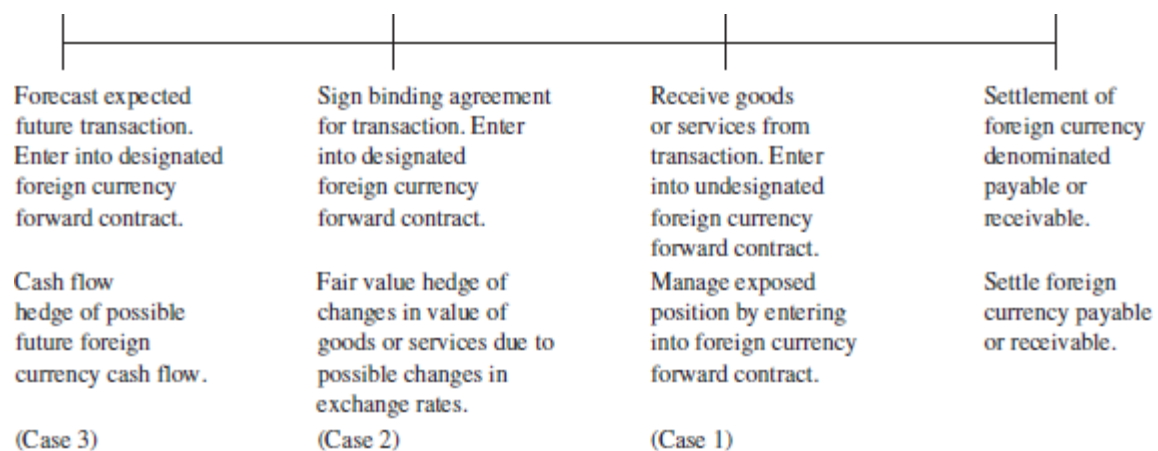 Forecast expected
future transaction.
Enter into designated
foreign currency
forward contract.
Sign binding agreement
for transaction. Enter
into designated
foreign currency
forward contract.
Receive goods
or services from
transaction. Enter
into undesignated
foreign currency
forward contract.
Settlement of
foreign currency
denominated
payable or
receivable.
Cash flow
hedge of possible
future foreign
currency cash flow.
Fair value hedge of
changes in value of
goods or services due to
possible changes in
exchange rates.
Manage exposed
position by entering
into foreign currency
forward contract.
Settle foreign
currency payable
or receivable.
(Case 3)
(Case 2)
(Case 1)